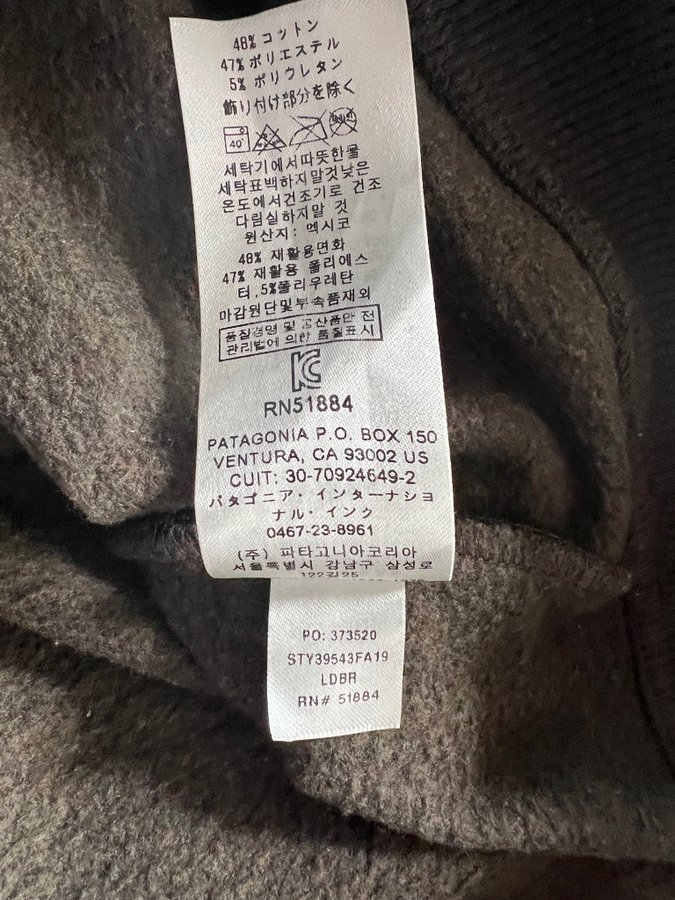 48% コットン
47% ポリエステル
5% ポリウレタン
飾り付け部分を除く
40
세탁기에서따뜻한물
세탁표백하지말것낮은
온도에서건조기로 건조
다림실하지말 것
원산지: 멕시코
48% 재활용면화
47% 재활용 폴리에스
터,5%폴리우레탄
마감원단및부속품재외
품질경영 및 공산품안 전
관리법에 의한 품질표시
RN51884
PATAGONIA P.O. BOX 150
VENTURA, CA 93002 US
CUIT: 30-70924649-2
パタゴニア・インターナショ
ナル・インク
0467-23-8961
(주) 파타고니아코리아
서울특별시 강남구 삼성로
122길25
PO: 373520
STY39543FA19
LDBR
RN# 51884